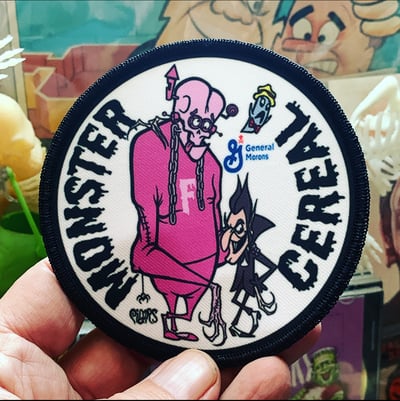 MONSTER
CEREAL
General
Morons
F